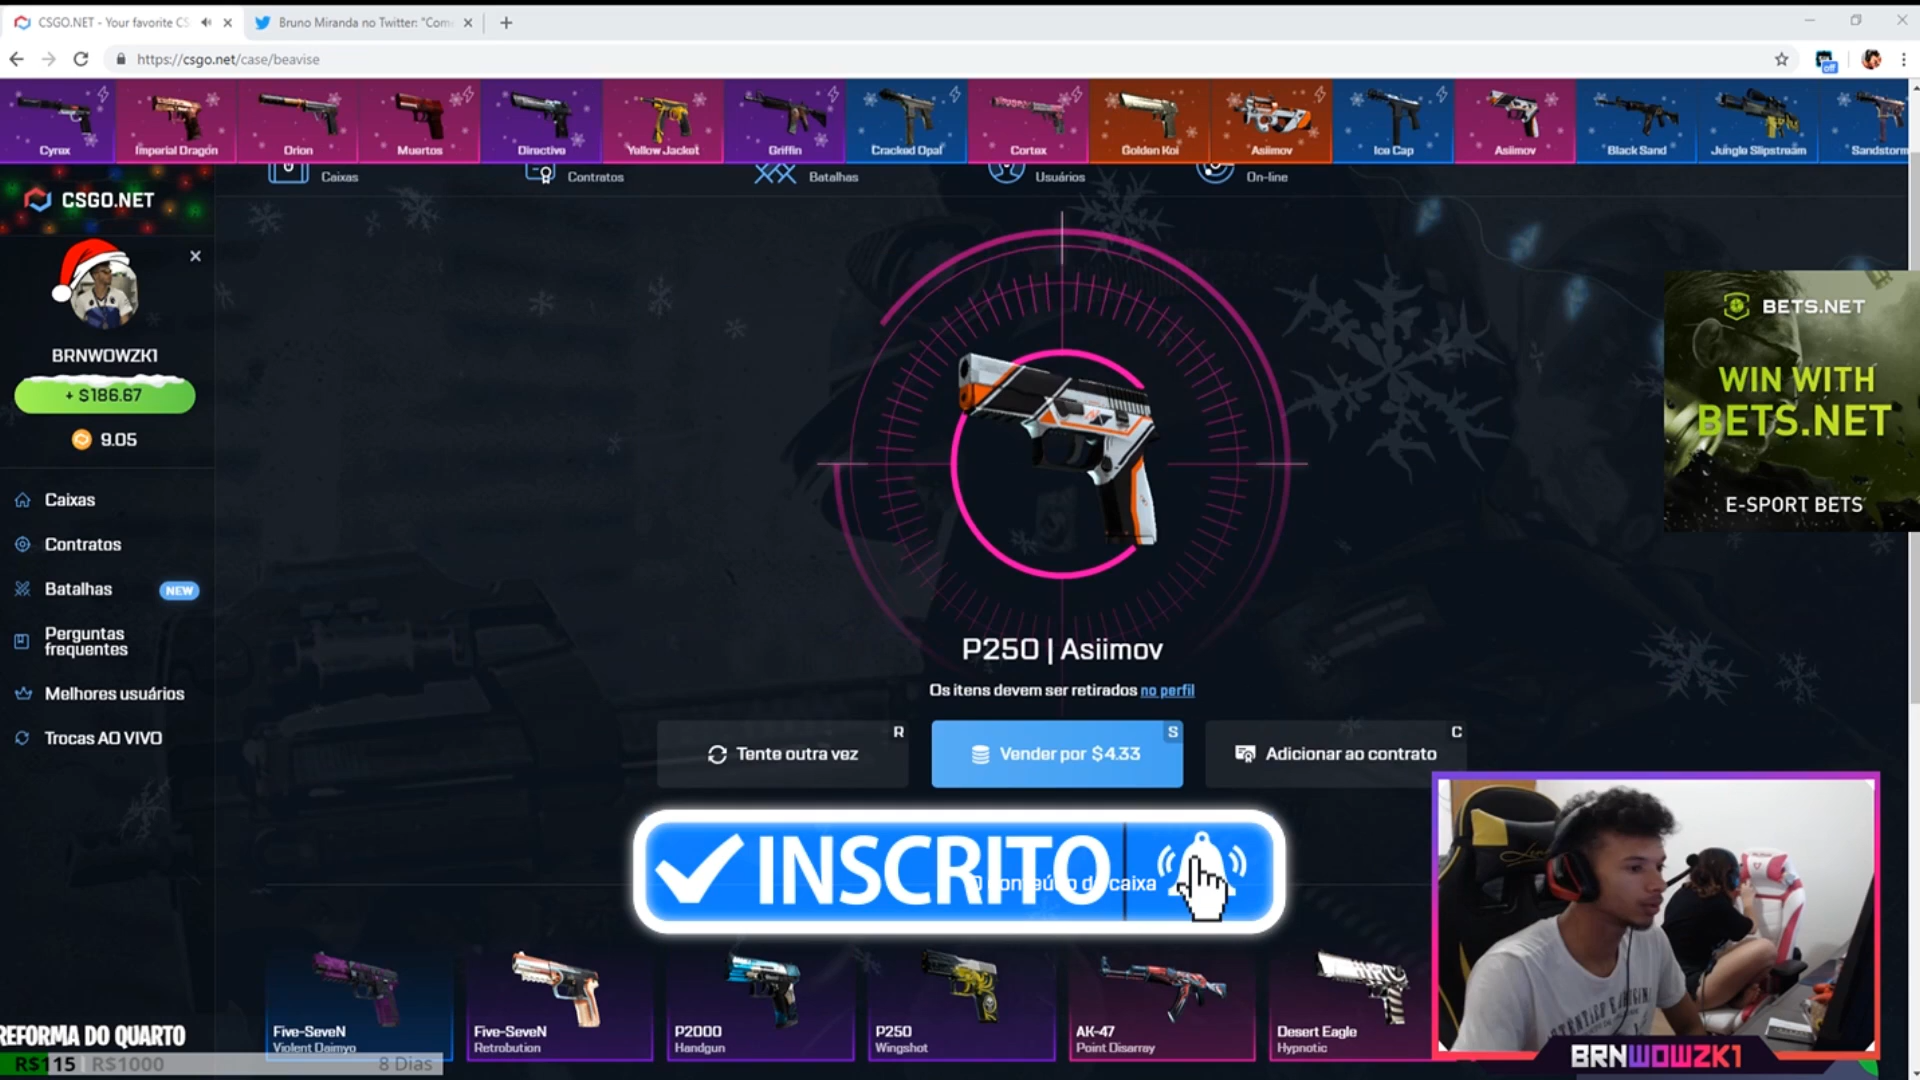 CSGO.NET - Your favorite CS
Bruno Miranda no Twitter: "Com
https://csgo.net/case/beavise
off
Cyrex
Imperial Dragon
Orion
Muertos
Directive
Yellow Jacket
Griffin
Cracked Opal
Cortex
Golden Koi
Asiimov
Ice Cap
Asiimov
Black Sand
Jungle Slipstream
Sandstorm
Caixas
Contratos
Batalhas
Usuários
On-line
CSGO.NET
BRNWOWZK1
+ $186.67
9.05
Caixas
Contratos
Batalhas
NEW
Perguntas
frequentes
Melhores usuários
Trocas AO VIVO
BETS.NET
WIN WITH
BETS.NET
E-SPORT BETS
P250 | Asiimov
Os itens devem ser retirados no perfil
Tente outra vez
R
Vender por $4.33
S
Adicionar ao contrato
C
INSCRITO
O conteúdo da caixa
Five-SeveN
Violent Daimyo
Five-SeveN
Retrobution
P2000
Handgun
P250
Wingshot
AK-47
Point Disarray
Desert Eagle
Hypnotic
REFORMA DO QUARTO
R$115 | R$1000
8 Dias
BRNWOWZK1